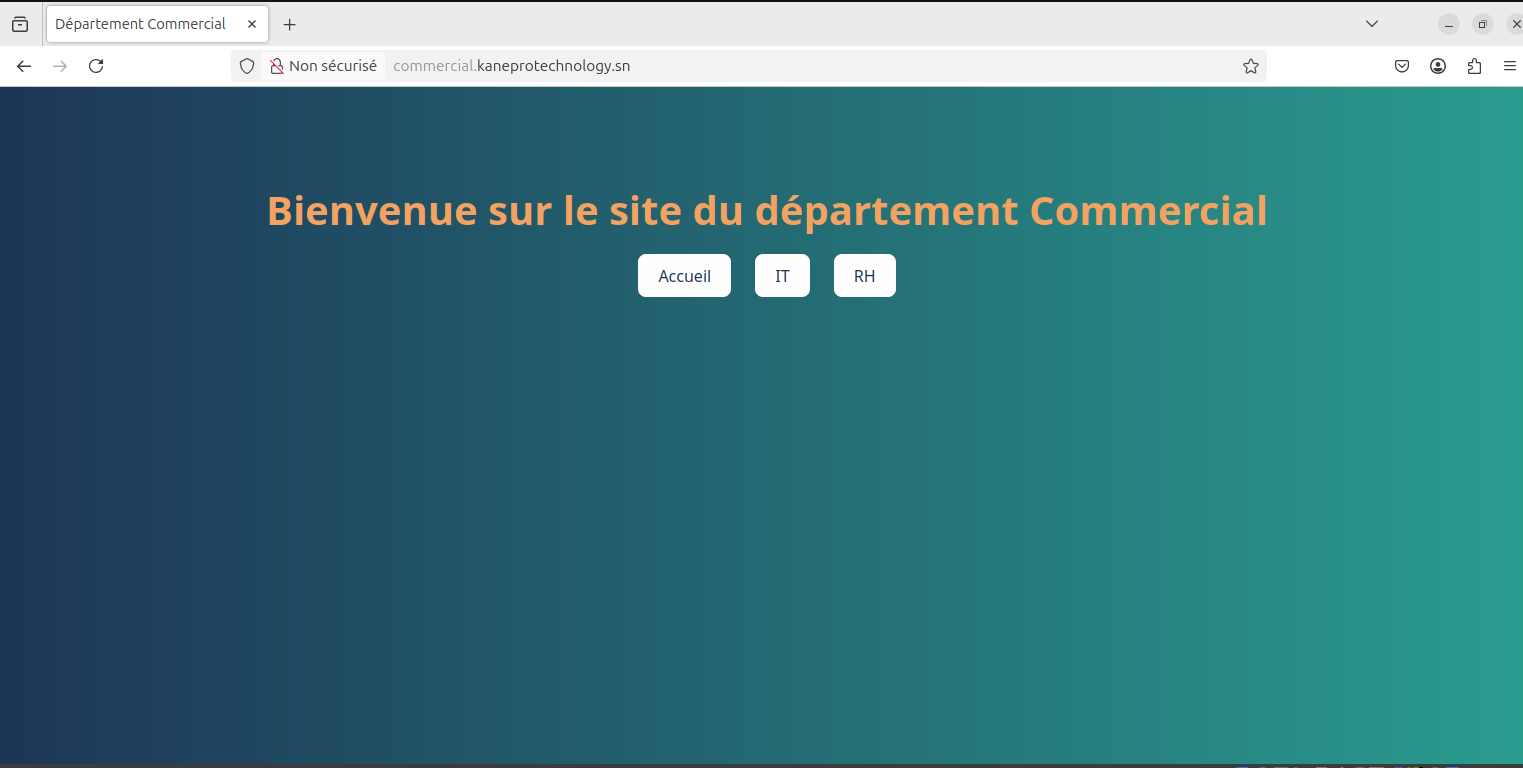 Département Commercial
Non sécurisé commercial.kaneprotechnology.sn
Bienvenue sur le site du département Commercial
Accueil IT RH